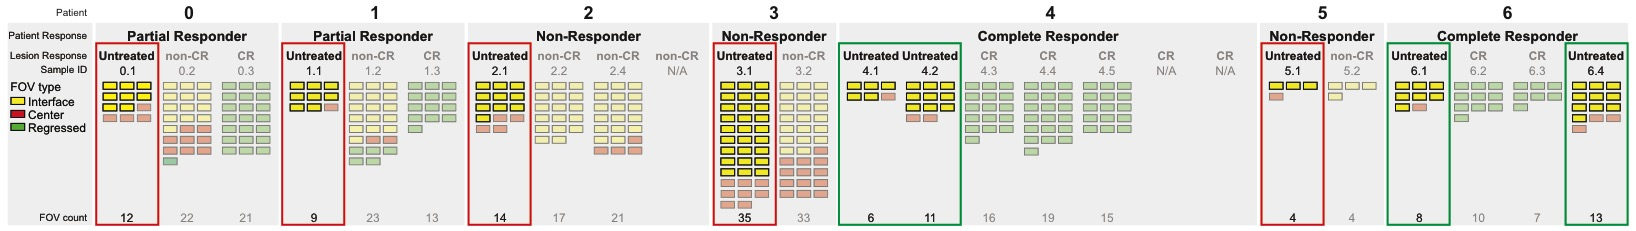 Patient 0 1 2 3 4 5 6
Patient Response Partial Responder Partial Responder Non-Responder Non-Responder Complete Responder Non-Responder Complete Responder
Lesion Response Untreated non-CR CR Untreated non-CR CR Untreated non-CR non-CR non-CR Untreated non-CR Untreated Untreated CR CR CR CR CR Untreated non-CR Untreated CR CR Untreated
Sample ID 0.1 0.2 0.3 1.1 1.2 1.3 2.1 2.2 2.4 N/A 3.1 3.2 4.1 4.2 4.3 4.4 4.5 N/A N/A 5.1 5.2 6.1 6.2 6.3 6.4
FOV type
Interface
Center
Regressed
FOV count 12 22 21 9 23 13 14 17 21 35 33 6 11 16 19 15 4 4 8 10 7 13